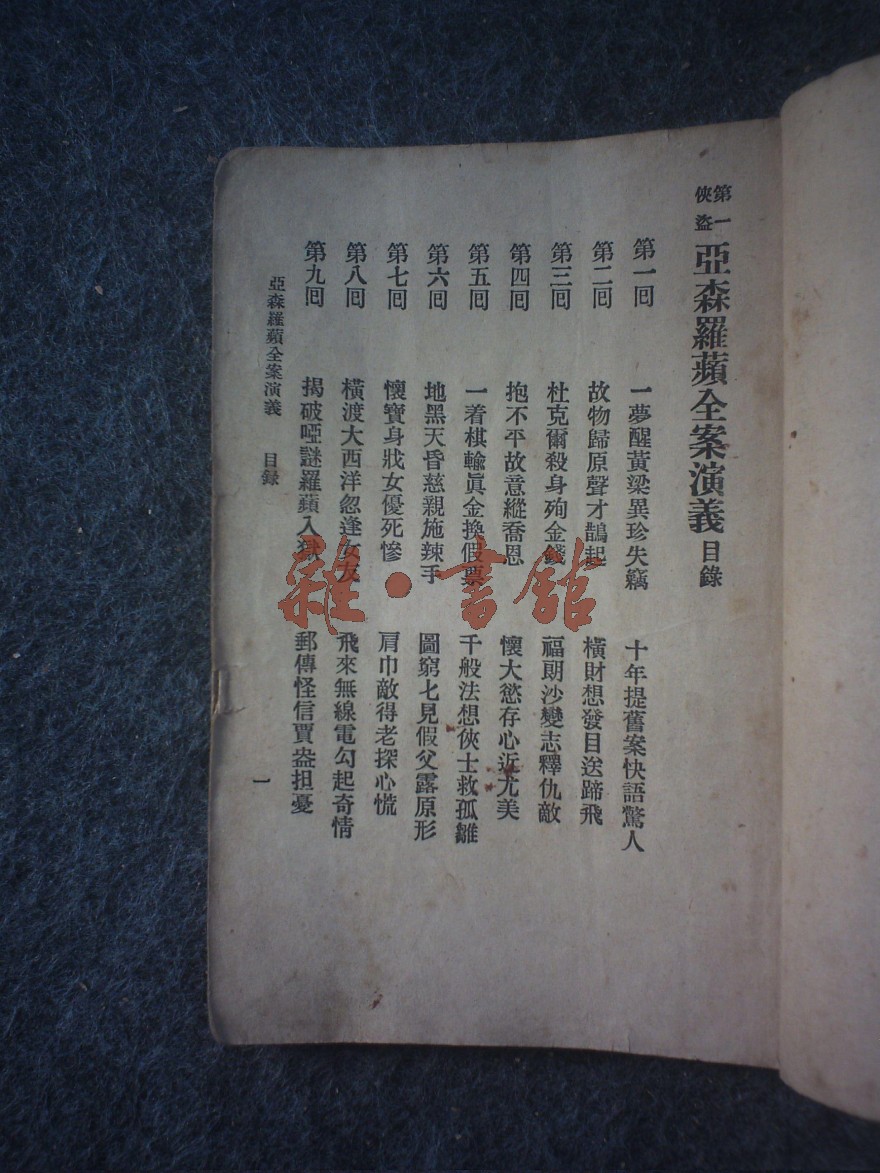 第一俠盜 亞森羅蘋全案演義 目錄
第一回 一夢醒黃粱異珍失竊 十年提舊案快語驚人
第二回 故物歸原聲才鵲起 橫財想發目送蹄飛
第三回 杜克爾殺身殉金錢 福朗沙變志釋仇敵
第四回 抱不平故意縱喬恩 懷大慾存心近尤美
第五回 一着棋輸眞金換假票 千般法想俠士救孤雛
第六回 地黑天昏慈親施辣手 圖窮匕見假父露原形
第七回 懷寶身戕女優死慘 肩巾敵得老探心慌
第八回 橫渡大西洋忽逢女友 飛來無線電勾起奇情
第九回 揭破啞謎羅蘋入獄 郵傳怪信賈盎担憂
亞森羅蘋全案演義 目錄 一
雜·書館